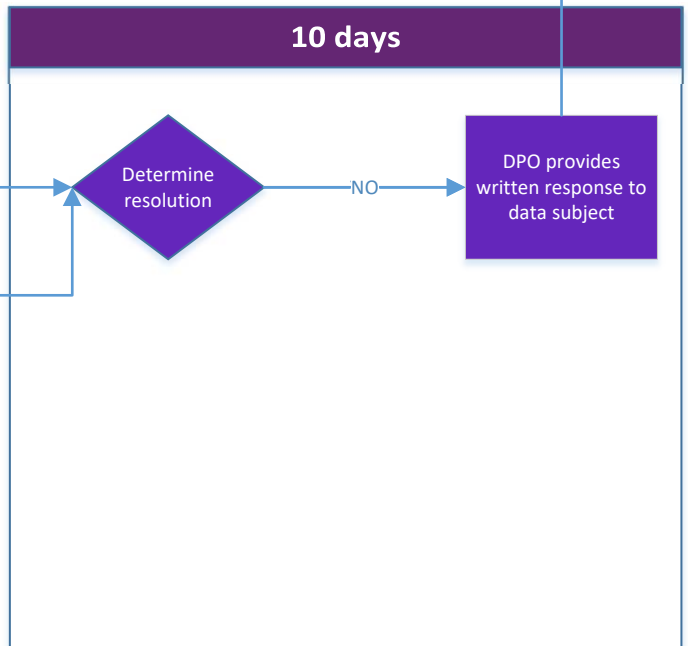 10 days
Determine
resolution
NO
DPO provides
written response to
data subject